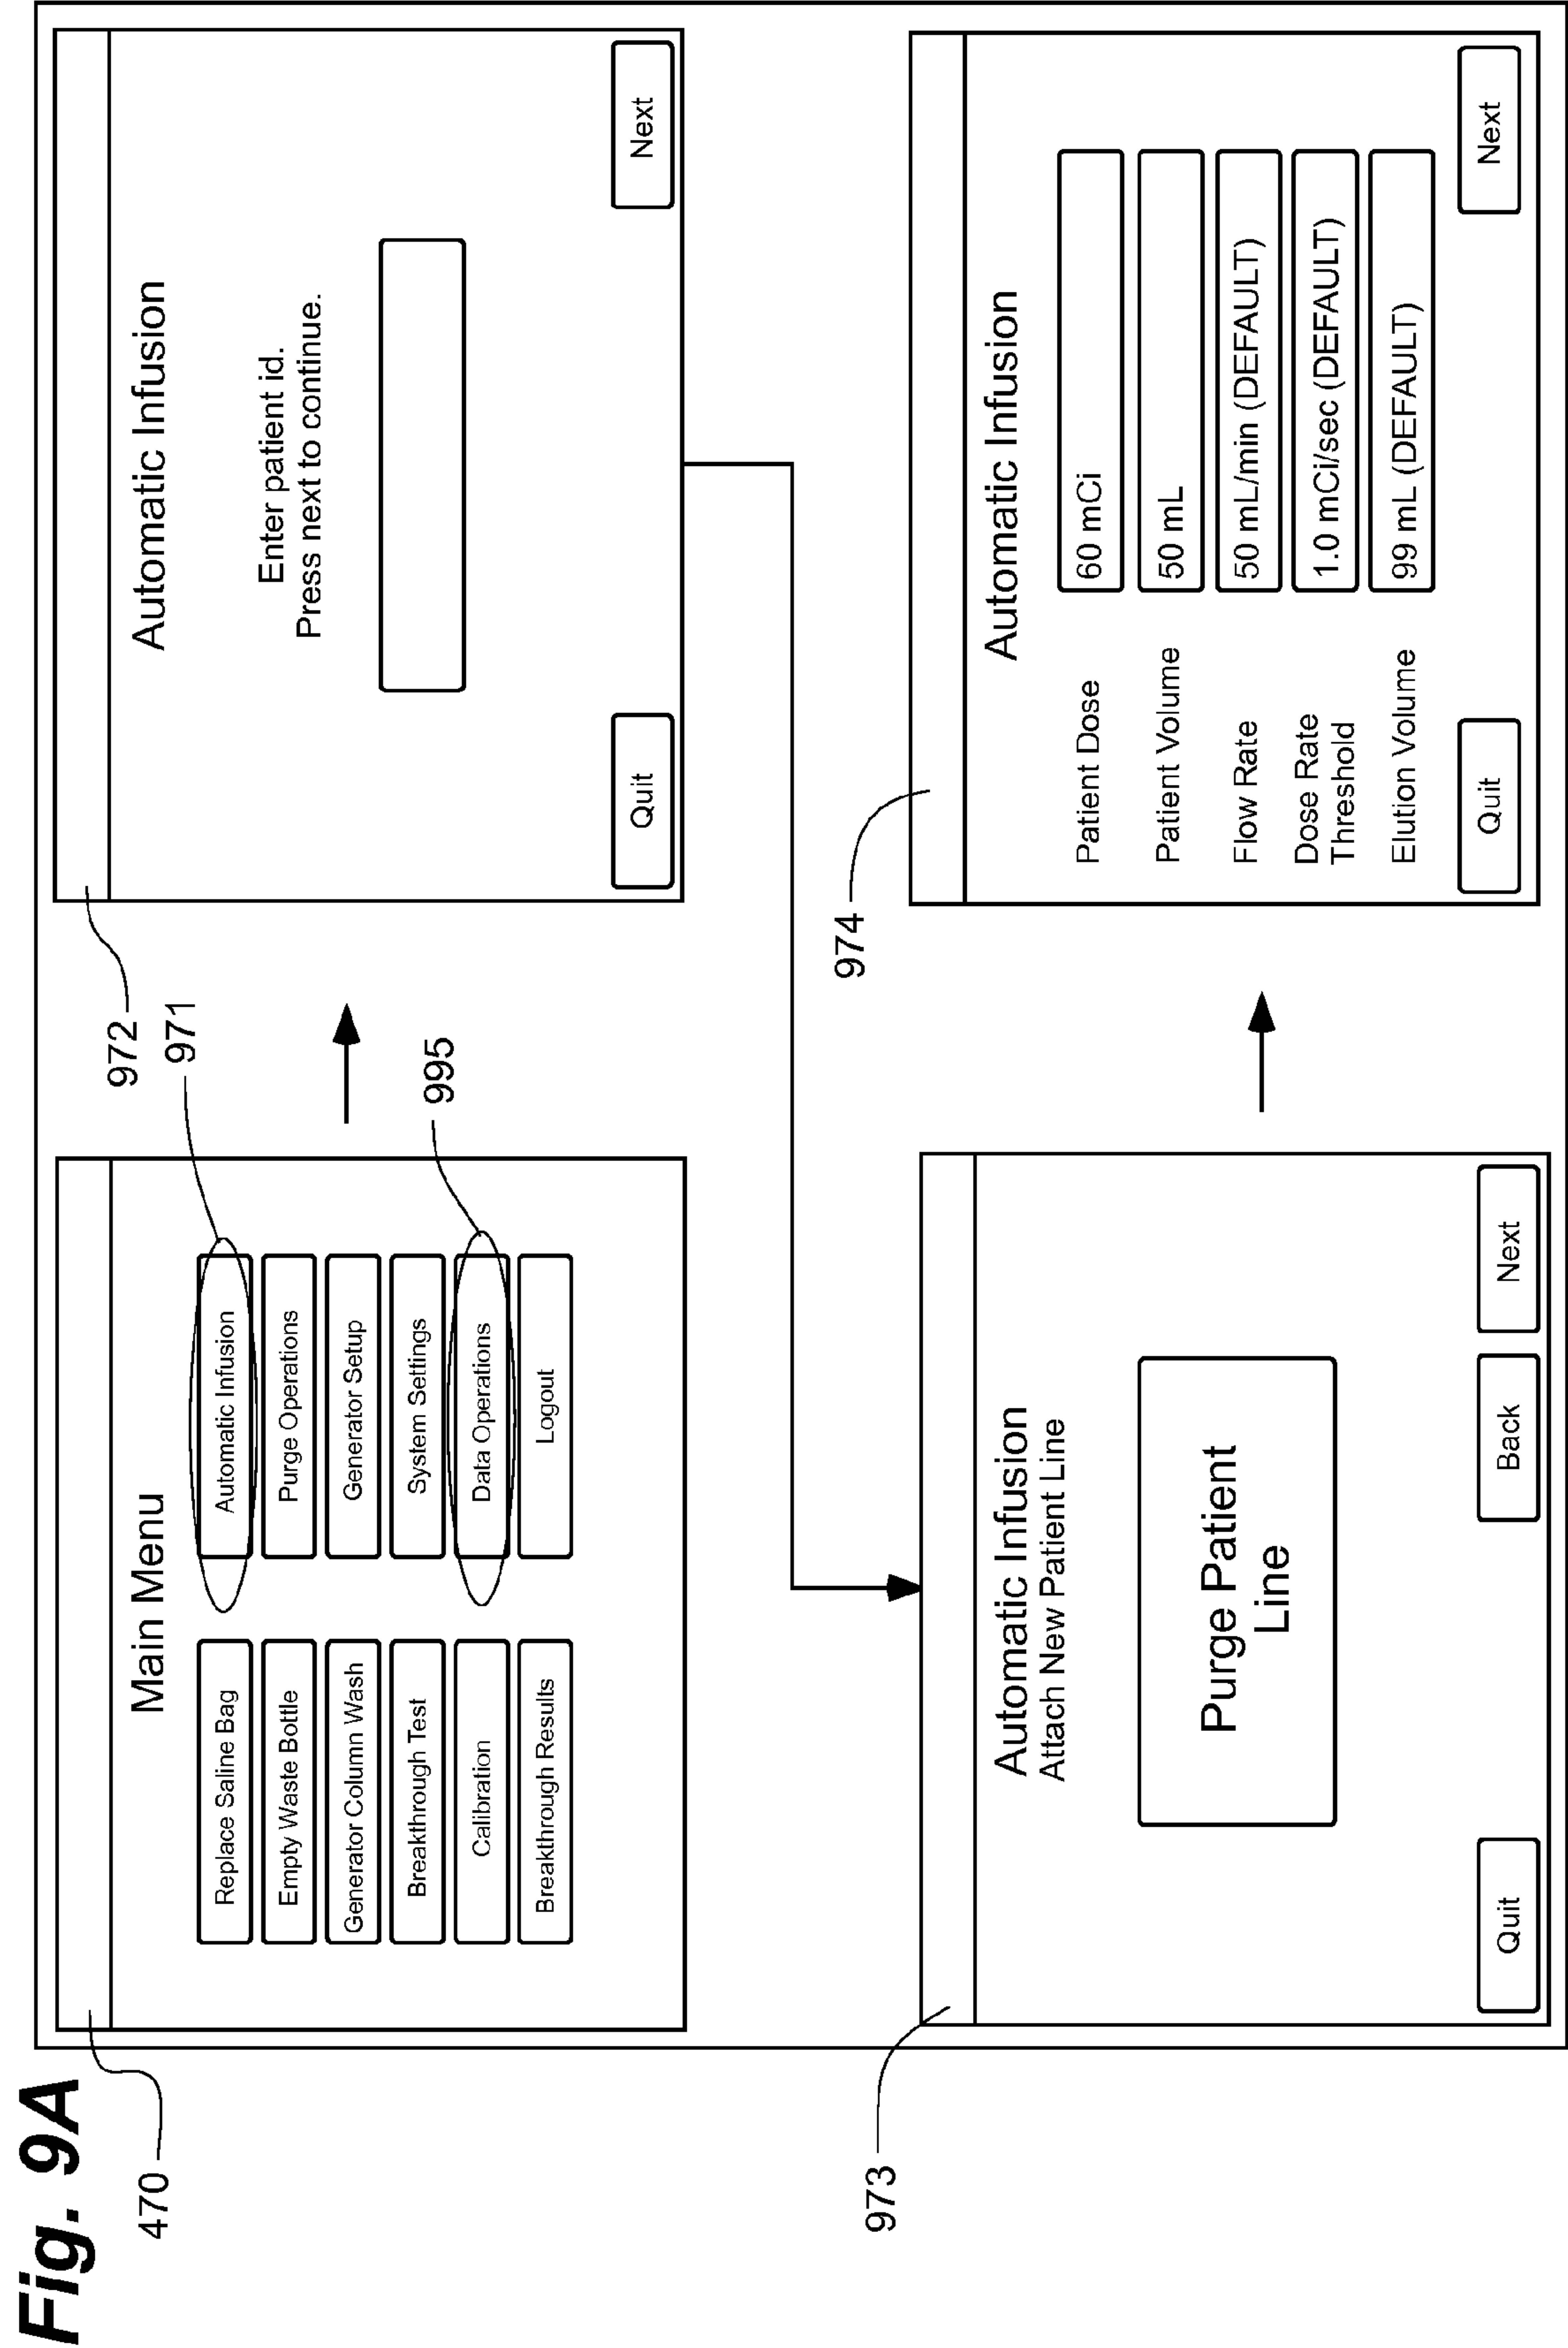 Fig. 9A
470
Main Menu
Replace Saline Bag
Automatic Infusion
Empty Waste Bottle
Purge Operations
Generator Column Wash
Generator Setup
Breakthrough Test
System Settings
Calibration
Data Operations
Breakthrough Results
Logout
972
971
995
Automatic Infusion
Enter patient id.
Press next to continue.
Quit
Next
973
Automatic Infusion
Attach New Patient Line
Purge Patient
Line
Quit
Back
Next
974
Automatic Infusion
Patient Dose
60 mCi
Patient Volume
50 mL
Flow Rate
50 mL/min (DEFAULT)
Dose Rate
Threshold
1.0 mCi/sec (DEFAULT)
Elution Volume
99 mL (DEFAULT)
Quit
Next